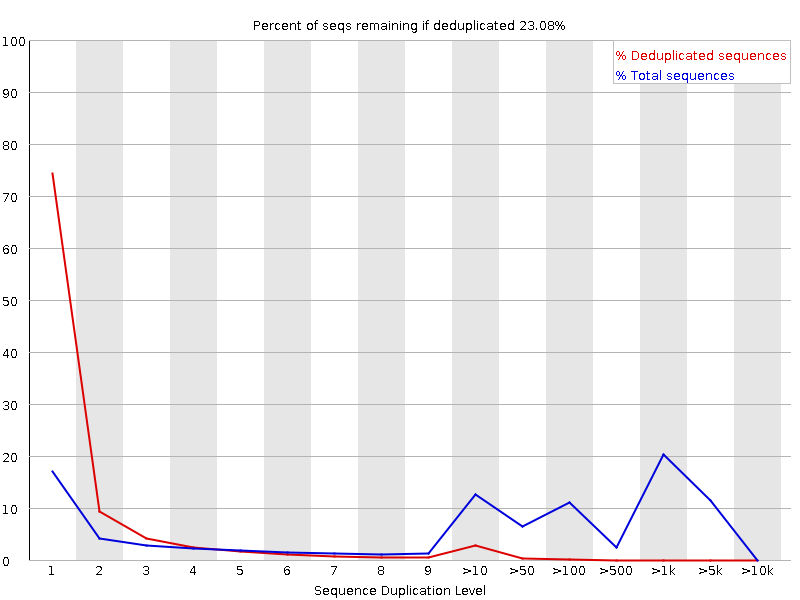 Percent of seqs remaining if deduplicated 23.08%
% Deduplicated sequences
% Total sequences
100
90
80
70
60
50
40
30
20
10
0
1 2 3 4 5 6 7 8 9 >10 >50 >100 >500 >1k >5k >10k
Sequence Duplication Level